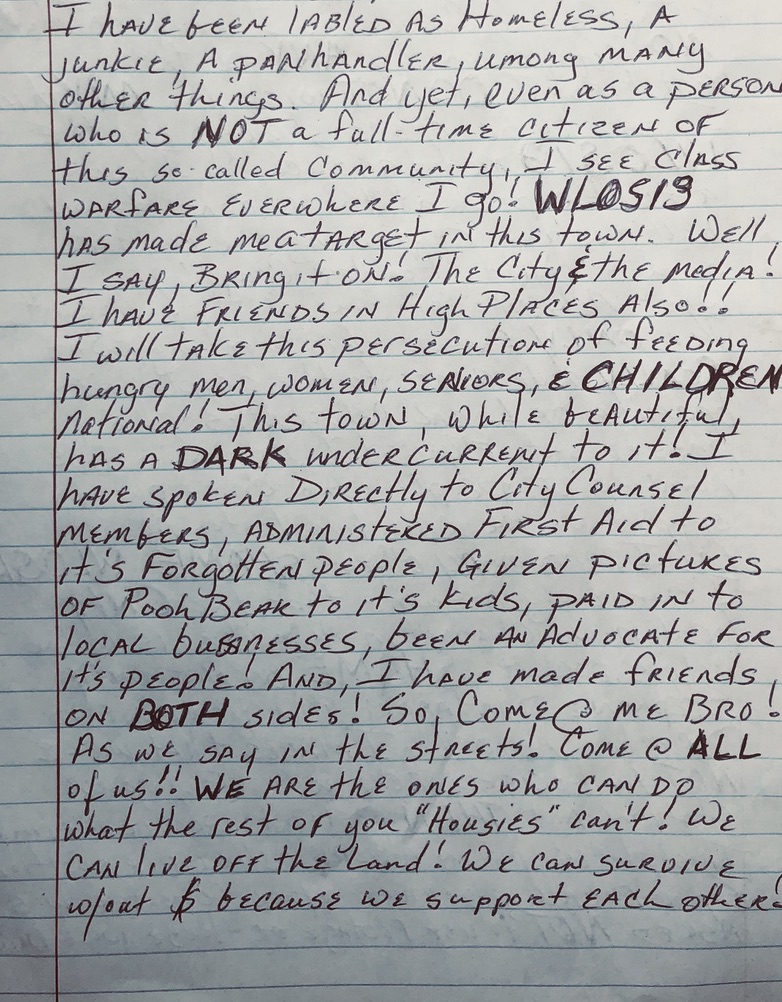 I HAVE bEEN lABlED As Homeless, A
junkie, A pANhandlER, umong MANy
other things. And yet, even as a pERSON
who is NOT a full-time citizen of
this so-called Community, I see Class
WARfARE EVERWHERE I go! WLOS13
has made me a tARGET in this town. Well,
I SAY, BRing it ON! The City & the media!
I have FRIENDS IN High PlACES Also!!
I will tAKE this pERSECution of feeding
hungry men, women, SENIORS, & CHILDREN
National! This town, while bEAUtiful,
has A DARK undERCURRENt to it! I
have spoken DiRectly to City Counsel
MEMbERS, ADMINISTERED First Aid to
it's FoRgotten people, Given pictures
OF Pooh BEAR to it's kids, pAID IN to
local bussnesses, been AN AdvocAtE FoR
it's people! AND, I have made friends,
ON BOTH sides! So, Come @ ME BRO!
As we say in the streets! Come @ ALL
of us!! WE ARE the ones who CAN DO
what the rest of you "Housies" can't! We
CAN live OFF the Land! We can survive
w/out $ because we support EAch other!